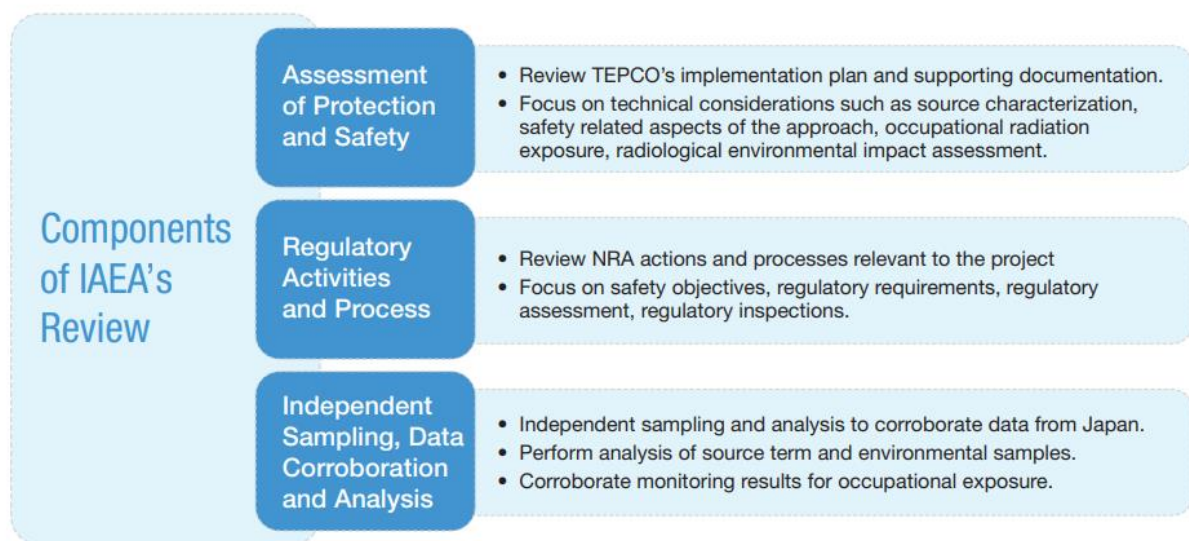 Components
of IAEA's
Review
Assessment
of Protection
and Safety
• Review TEPCO's implementation plan and supporting documentation.
• Focus on technical considerations such as source characterization,
safety related aspects of the approach, occupational radiation
exposure, radiological environmental impact assessment.
Regulatory
Activities
and Process
• Review NRA actions and processes relevant to the project
• Focus on safety objectives, regulatory requirements, regulatory
assessment, regulatory inspections.
Independent
Sampling, Data
Corroboration
and Analysis
• Independent sampling and analysis to corroborate data from Japan.
• Perform analysis of source term and environmental samples.
• Corroborate monitoring results for occupational exposure.